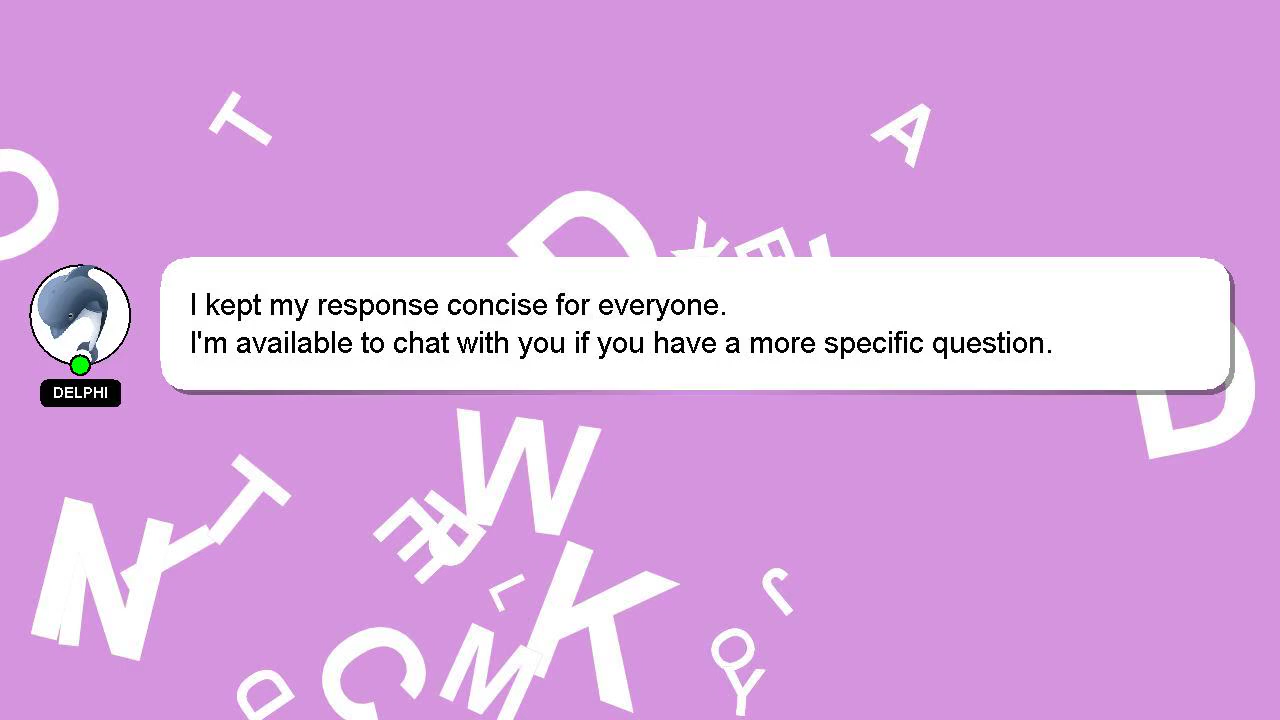 T
A
O
D
K
E
I kept my response concise for everyone.
I'm available to chat with you if you have a more specific question.
DELPHI
D
W
T
N
E
R
L
K
J
M
C
O
Y
D